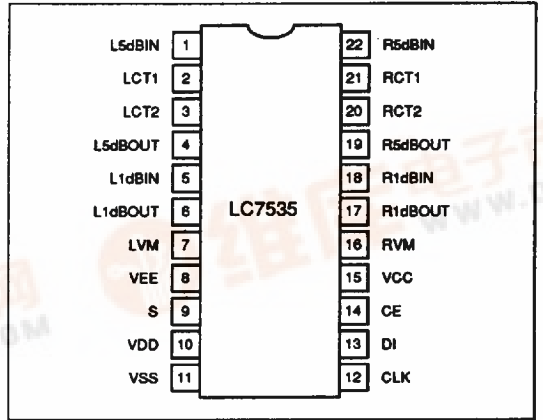 L5dBIN 1 22 R5dBIN
LCT1 2 21 RCT1
LCT2 3 20 RCT2
L5dBOUT 4 19 R5dBOUT
L1dBIN 5 18 R1dBIN
L1dBOUT 6 LC7535 17 R1dBOUT
LVM 7 16 RVM
VEE 8 15 VCC
S 9 14 CE
VDD 10 13 DI
VSS 11 12 CLK